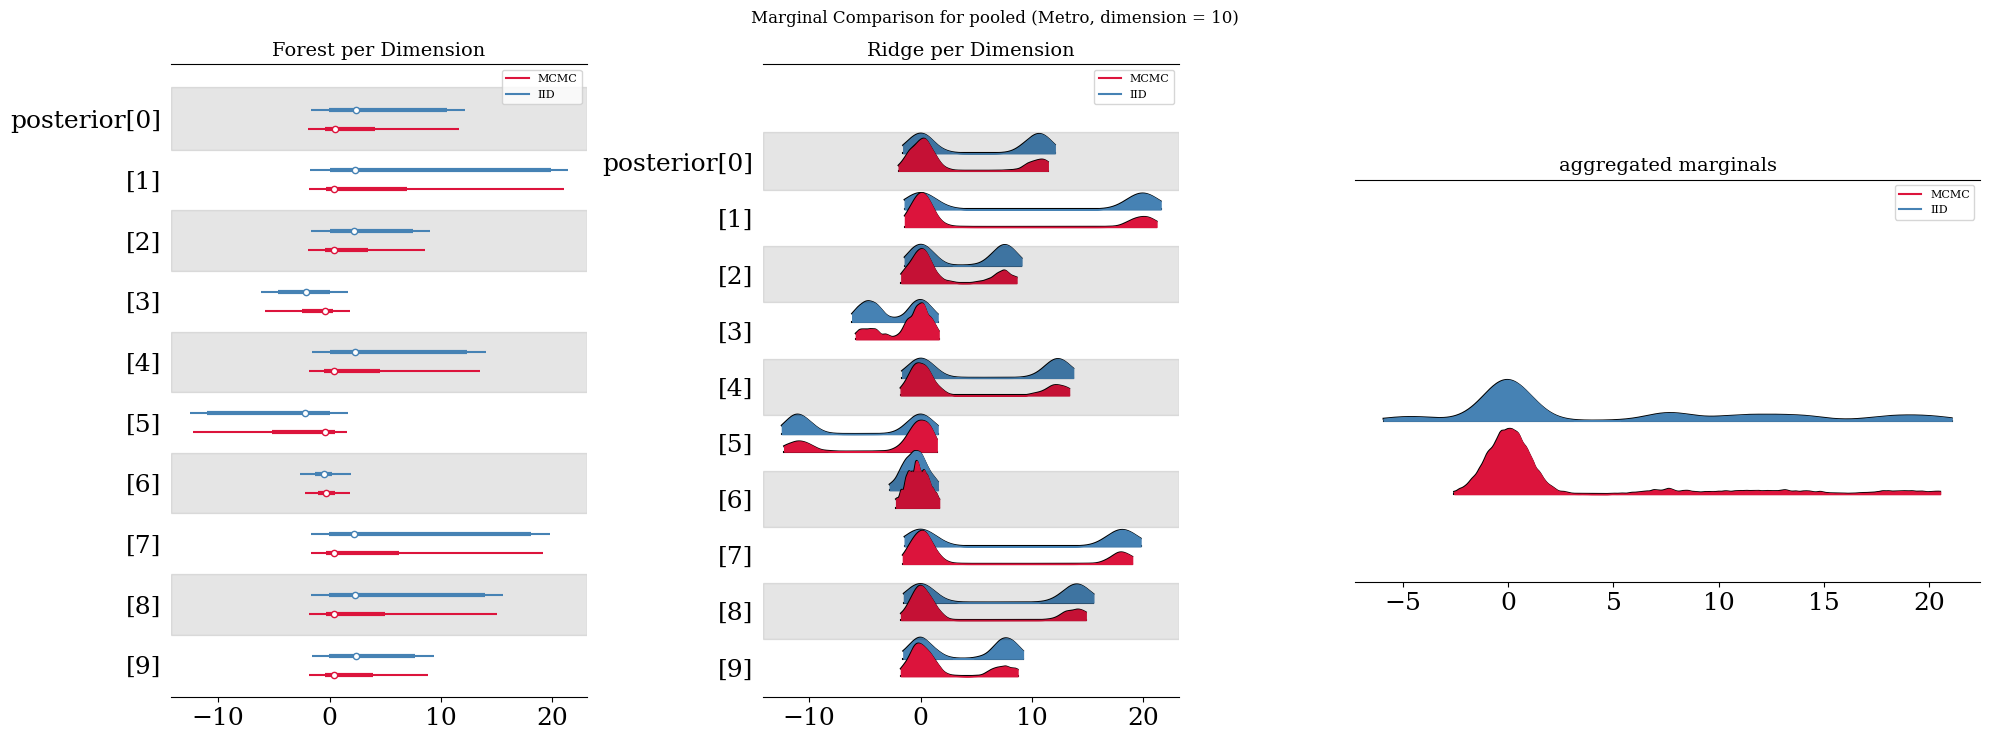 Marginal Comparison for pooled (Metro, dimension = 10)
Forest per Dimension
MCMC
IID
posterior[0]
[1]
[2]
[3]
[4]
[5]
[6]
[7]
[8]
[9]
−10 0 10 20
Ridge per Dimension
MCMC
IID
posterior[0]
[1]
[2]
[3]
[4]
[5]
[6]
[7]
[8]
[9]
−10 0 10 20
aggregated marginals
MCMC
IID
−5 0 5 10 15 20